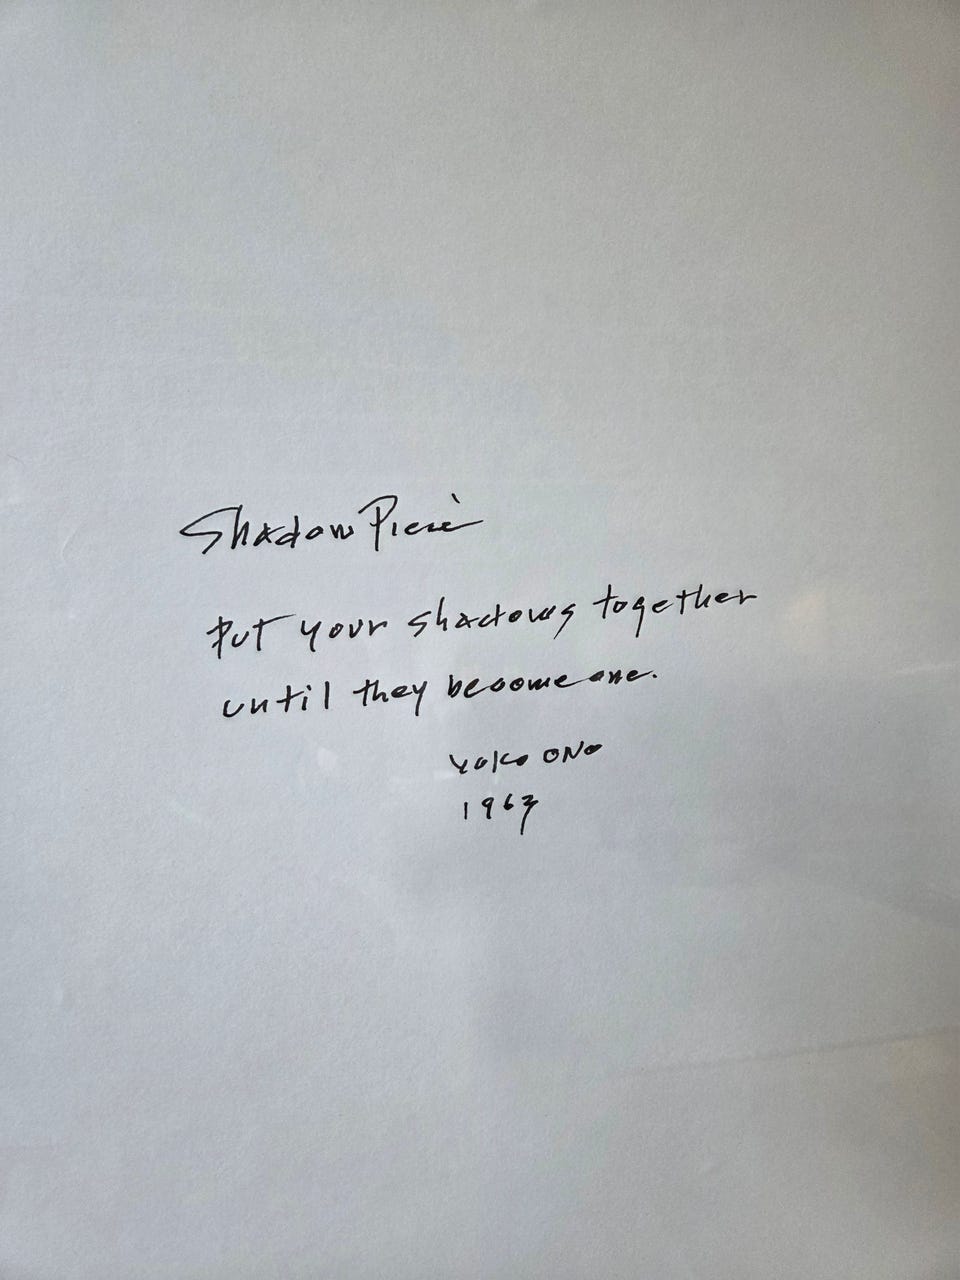 Shadow Piece
Put your shadows together
until they become one.
Yoko Ono
1963